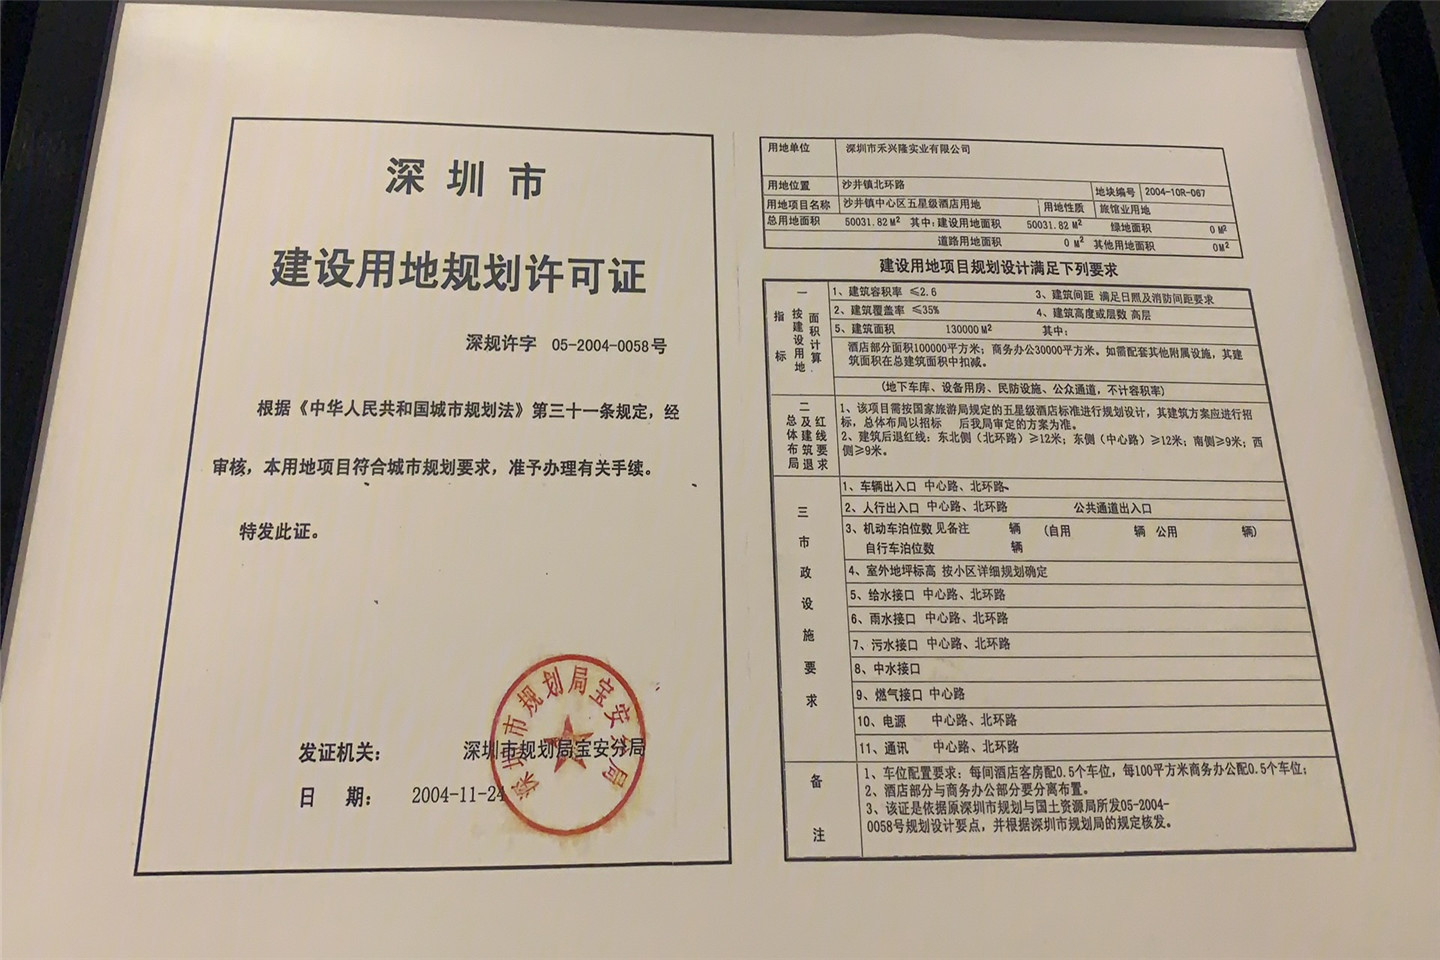 深圳市
建设用地规划许可证
深规许字 05-2004-0058号
根据《中华人民共和国城市规划法》第三十一条规定，经
审核，本用地项目符合城市规划要求，准予办理有关手续。
特发此证。
发证机关： 深圳市规划局宝安分局
日 期： 2004-11-24
深圳市规划局宝安分局
用地单位 深圳市禾兴隆实业有限公司
用地位置 沙井镇北环路 地块编号 2004-10R-067
用地项目名称 沙井镇中心区五星级酒店用地 用地性质 旅馆业用地
总用地面积 50031.82 M² 其中：建设用地面积 50031.82 M² 绿地面积 0 M²
道路用地面积 0 M² 其他用地面积 0M²
建设用地项目规划设计满足下列要求
一 指标 按建设用地面积计算
1、建筑容积率 ≤2.6 3、建筑间距 满足日照及消防间距要求
2、建筑覆盖率 ≤35% 4、建筑高度或层数 高层
5、建筑面积 130000 M² 其中：
酒店部分面积100000平方米；商务办公30000平方米。如需配套其他附属设施，其建
筑面积在总建筑面积中扣减。
(地下车库、设备用房、民防设施、公众通道，不计容积率)
二 总体布局及建筑退红线要求
1、该项目需按国家旅游局规定的五星级酒店标准进行规划设计，其建筑方案应进行招
标，总体布局以招标 后我局审定的方案为准。
2、建筑后退红线：东北侧（北环路）≥12米；东侧（中心路）≥12米；南侧≥9米；西
侧≥9米。
三 市政设施要求
1、车辆出入口 中心路、北环路
2、人行出入口 中心路、北环路 公共通道出入口
3、机动车泊位数 见备注 辆 (自用 辆 公用 辆)
自行车泊位数 辆
4、室外地坪标高 按小区详细规划确定
5、给水接口 中心路、北环路
6、雨水接口 中心路、北环路
7、污水接口 中心路、北环路
8、中水接口
9、燃气接口 中心路
10、电源 中心路、北环路
11、通讯 中心路、北环路
备注
1、车位配置要求：每间酒店客房配0.5个车位，每100平方米商务办公配0.5个车位；
2、酒店部分与商务办公部分要分离布置。
3、该证是依据原深圳市规划与国土资源局所发05-2004-
0058号规划设计要点，并根据深圳市规划局的规定核发。